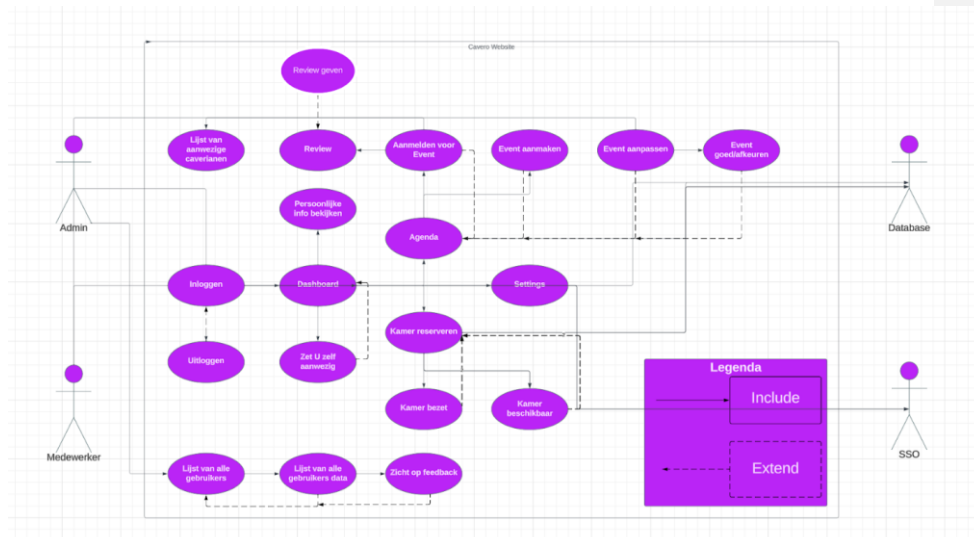 Cavero Website
Review geven
Lijst van
aanwezige
caverianen
Review
Aanmelden voor
Event
Event aanmaken
Event aanpassen
Event
goed/afkeuren
Persoonlijke
info bekijken
Admin
Database
Agenda
Inloggen
Dashboard
Settings
Kamer reserveren
Uitloggen
Zet U zelf
aanwezig
Legenda
Include
Kamer bezet
Kamer
beschikbaar
Medewerker
SSO
Lijst van alle
gebruikers
Lijst van alle
gebruikers data
Zicht op feedback
Extend